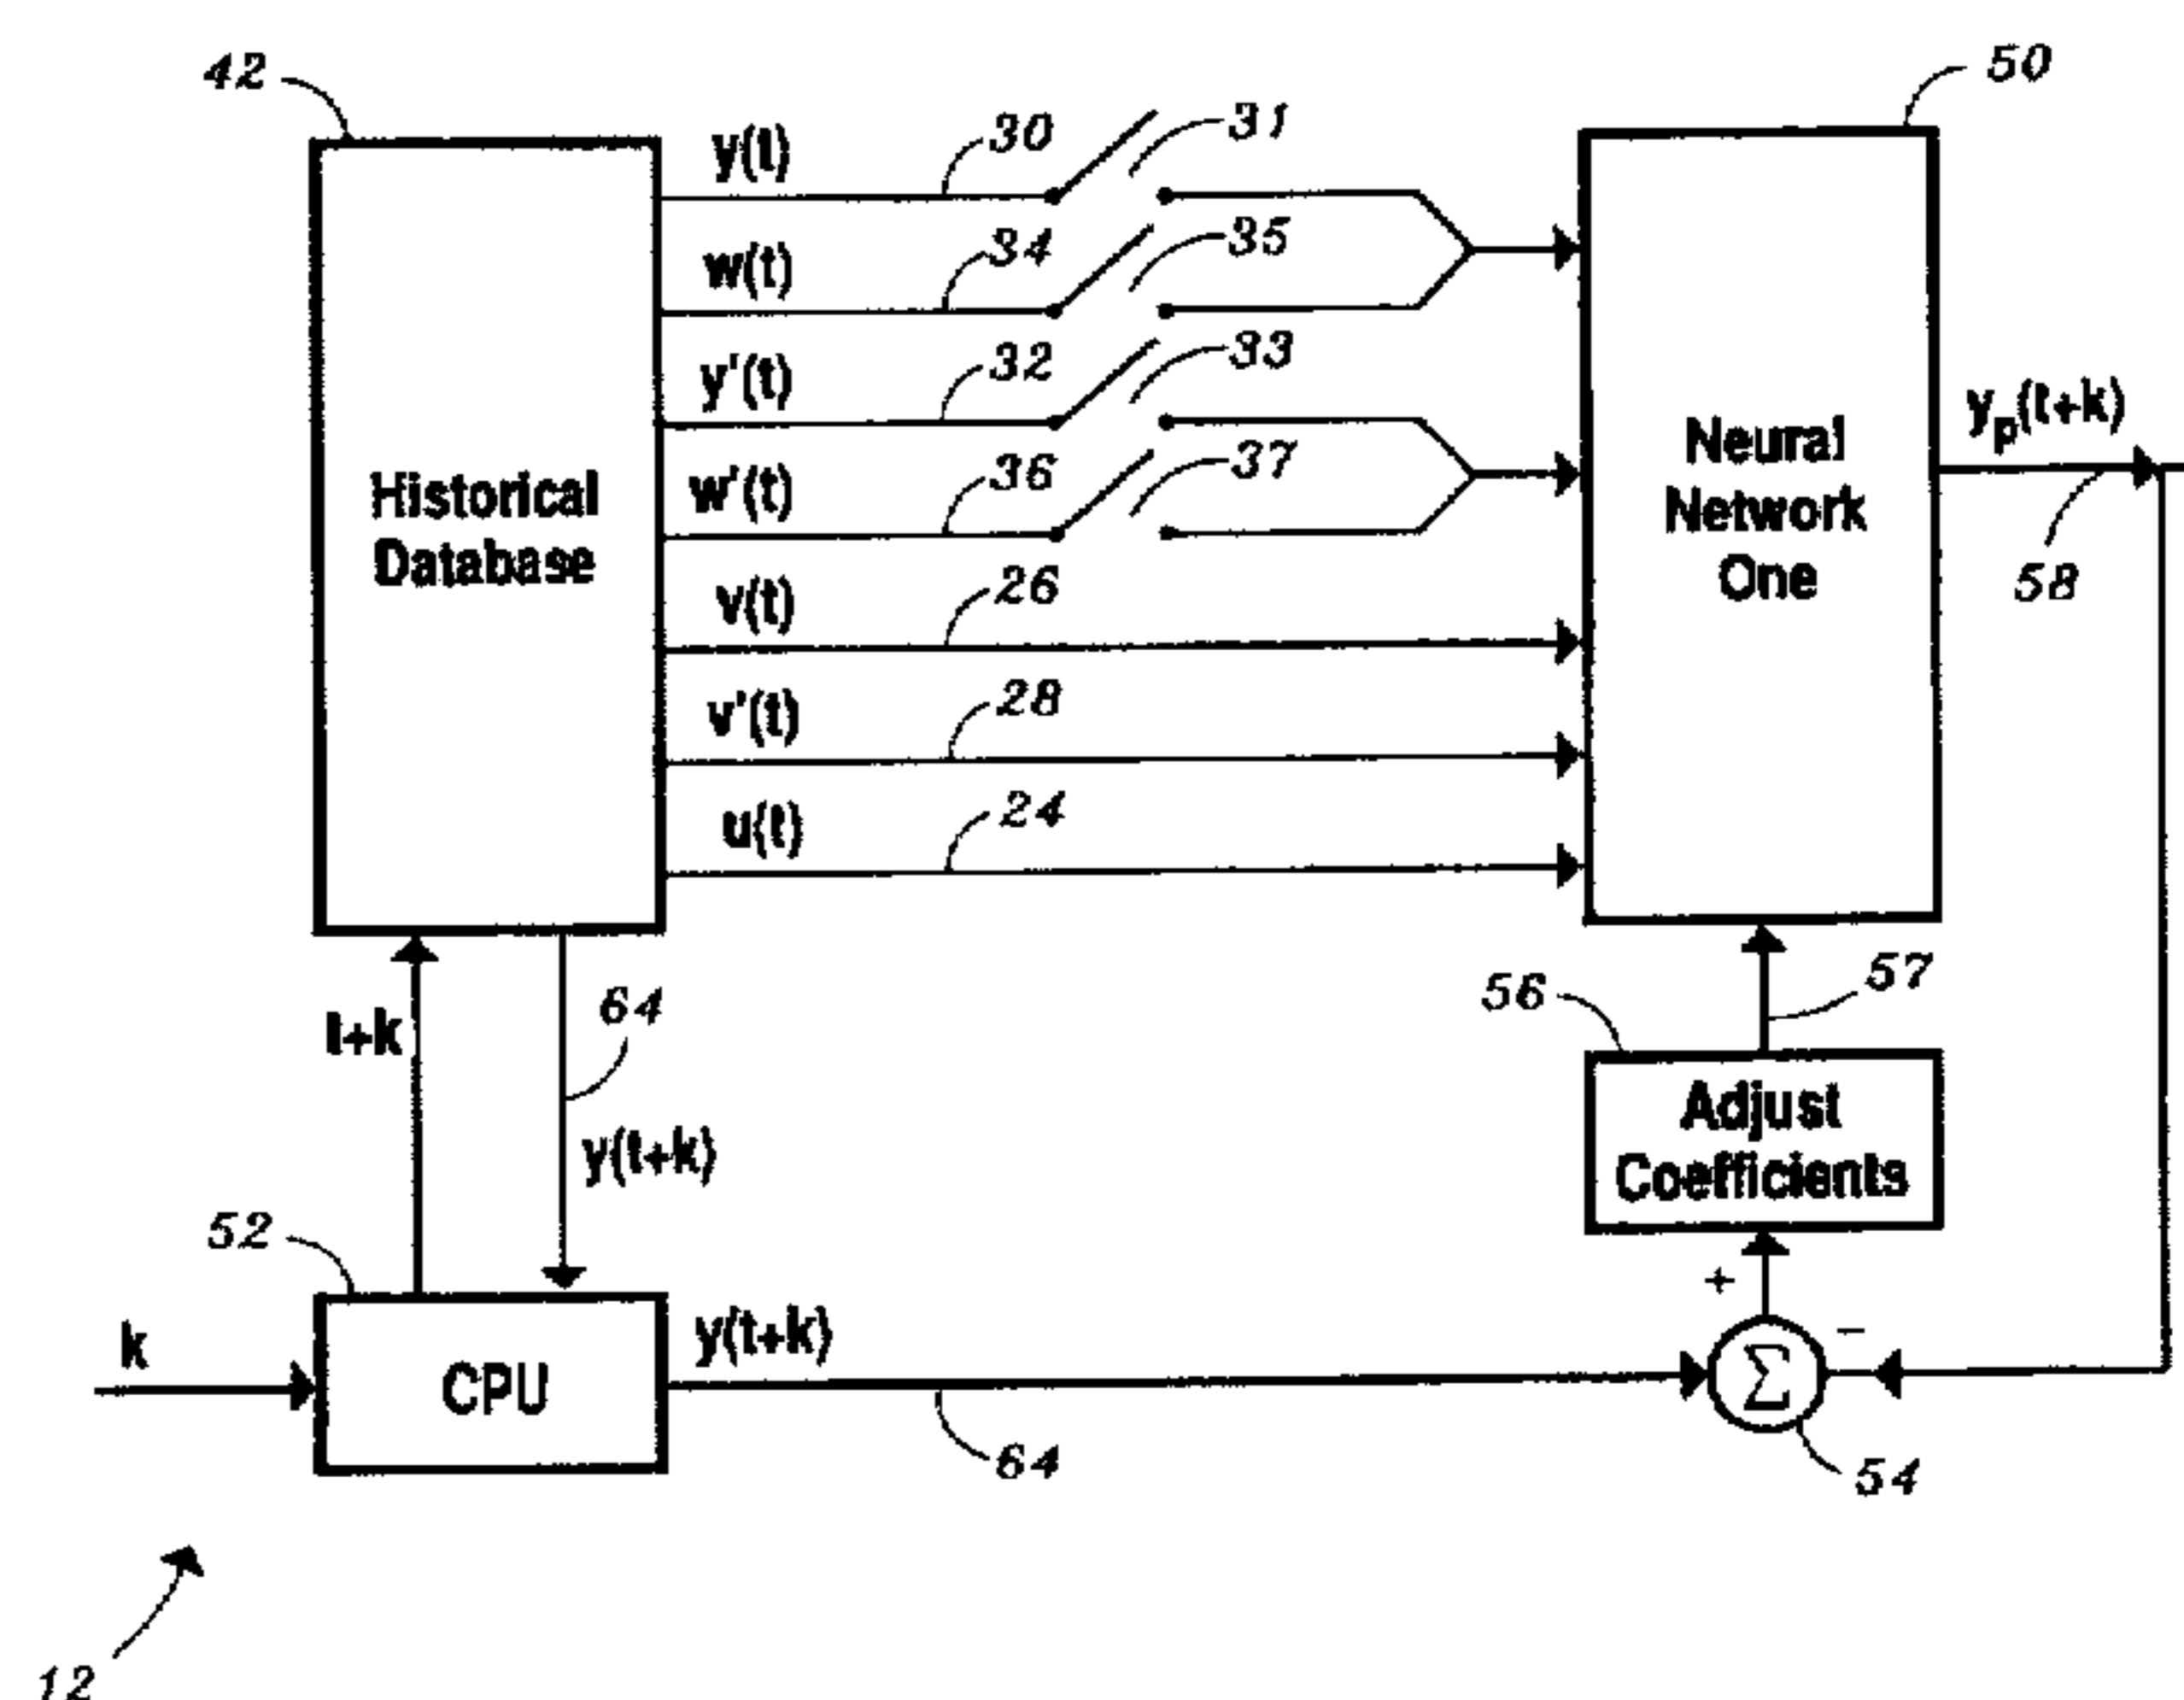 42
50
y(t)
30
31
w(t)
34
35
y'(t)
32
33
w'(t)
36
37
Historical
Database
Neural
Network
One
yp(t+k)
58
v(t)
26
v'(t)
28
u(t)
24
t+k
64
y(t+k)
56
57
Adjust
Coefficients
52
k
CPU
y(t+k)
64
+
−
Σ
54
12